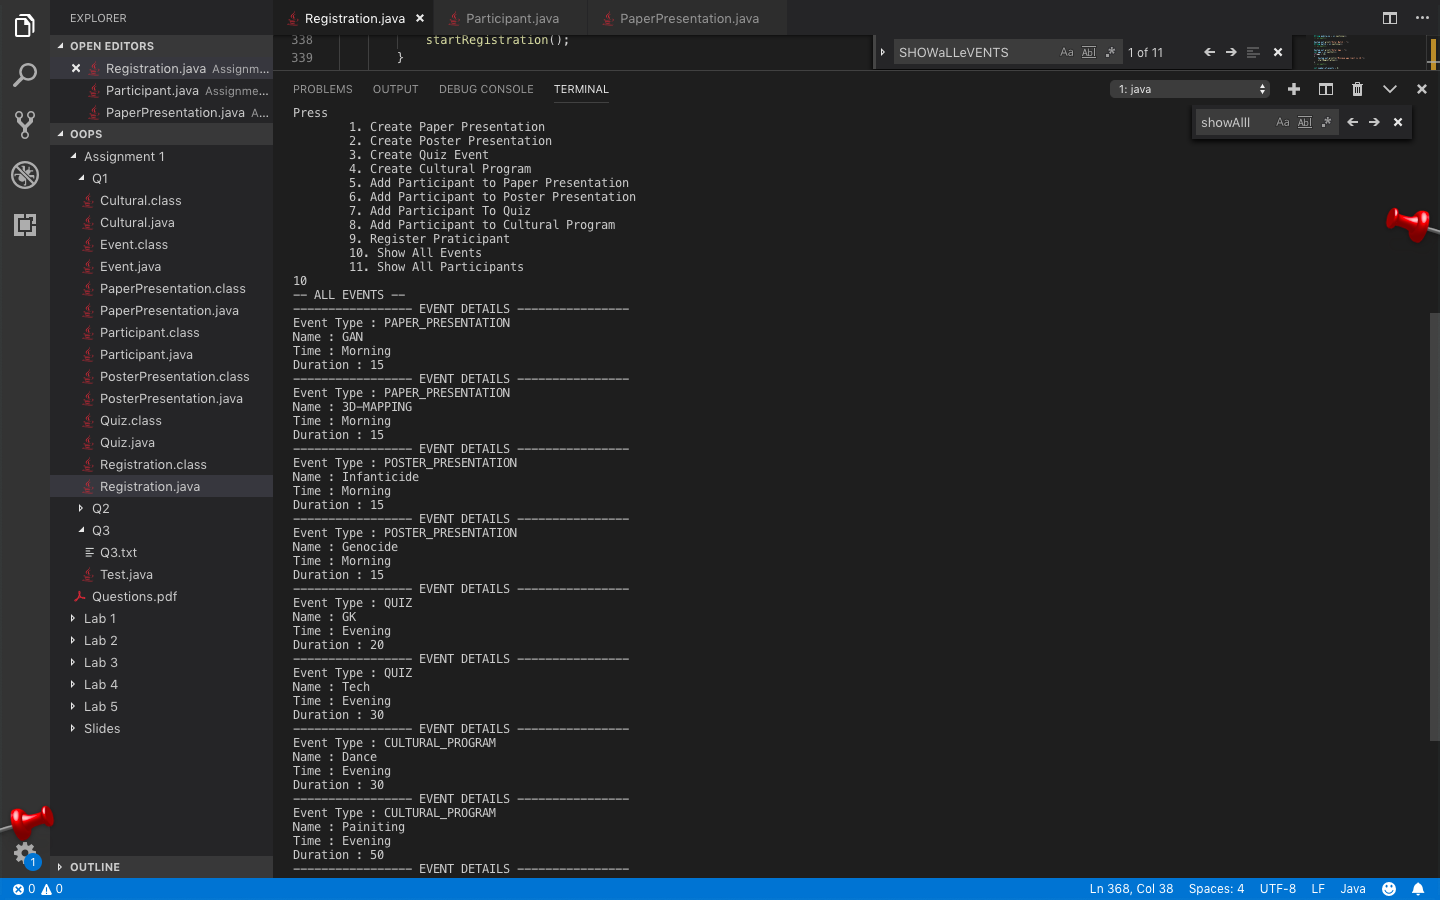 EXPLORER
OPEN EDITORS
Registration.java Assignm...
Participant.java Assignme...
PaperPresentation.java A...
OOPS
Assignment 1
Q1
Cultural.class
Cultural.java
Event.class
Event.java
PaperPresentation.class
PaperPresentation.java
Participant.class
Participant.java
PosterPresentation.class
PosterPresentation.java
Quiz.class
Quiz.java
Registration.class
Registration.java
Q2
Q3
Q3.txt
Test.java
Questions.pdf
Lab 1
Lab 2
Lab 3
Lab 4
Lab 5
Slides
OUTLINE
1
Registration.java Participant.java PaperPresentation.java
338 startRegistration();
339 }
SHOWaLLeVENTS Aa Abl .* 1 of 11
PROBLEMS OUTPUT DEBUG CONSOLE TERMINAL 1: java
showAlll Aa Abl .*
Press
1. Create Paper Presentation
2. Create Poster Presentation
3. Create Quiz Event
4. Create Cultural Program
5. Add Participant to Paper Presentation
6. Add Participant to Poster Presentation
7. Add Participant To Quiz
8. Add Participant to Cultural Program
9. Register Praticipant
10. Show All Events
11. Show All Participants
10
-- ALL EVENTS --
----------------- EVENT DETAILS ----------------
Event Type : PAPER_PRESENTATION
Name : GAN
Time : Morning
Duration : 15
----------------- EVENT DETAILS ----------------
Event Type : PAPER_PRESENTATION
Name : 3D-MAPPING
Time : Morning
Duration : 15
----------------- EVENT DETAILS ----------------
Event Type : POSTER_PRESENTATION
Name : Infanticide
Time : Morning
Duration : 15
----------------- EVENT DETAILS ----------------
Event Type : POSTER_PRESENTATION
Name : Genocide
Time : Morning
Duration : 15
----------------- EVENT DETAILS ----------------
Event Type : QUIZ
Name : GK
Time : Evening
Duration : 20
----------------- EVENT DETAILS ----------------
Event Type : QUIZ
Name : Tech
Time : Evening
Duration : 30
----------------- EVENT DETAILS ----------------
Event Type : CULTURAL_PROGRAM
Name : Dance
Time : Evening
Duration : 30
----------------- EVENT DETAILS ----------------
Event Type : CULTURAL_PROGRAM
Name : Painiting
Time : Evening
Duration : 50
----------------- EVENT DETAILS ----------------
0 0 Ln 368, Col 38 Spaces: 4 UTF-8 LF Java